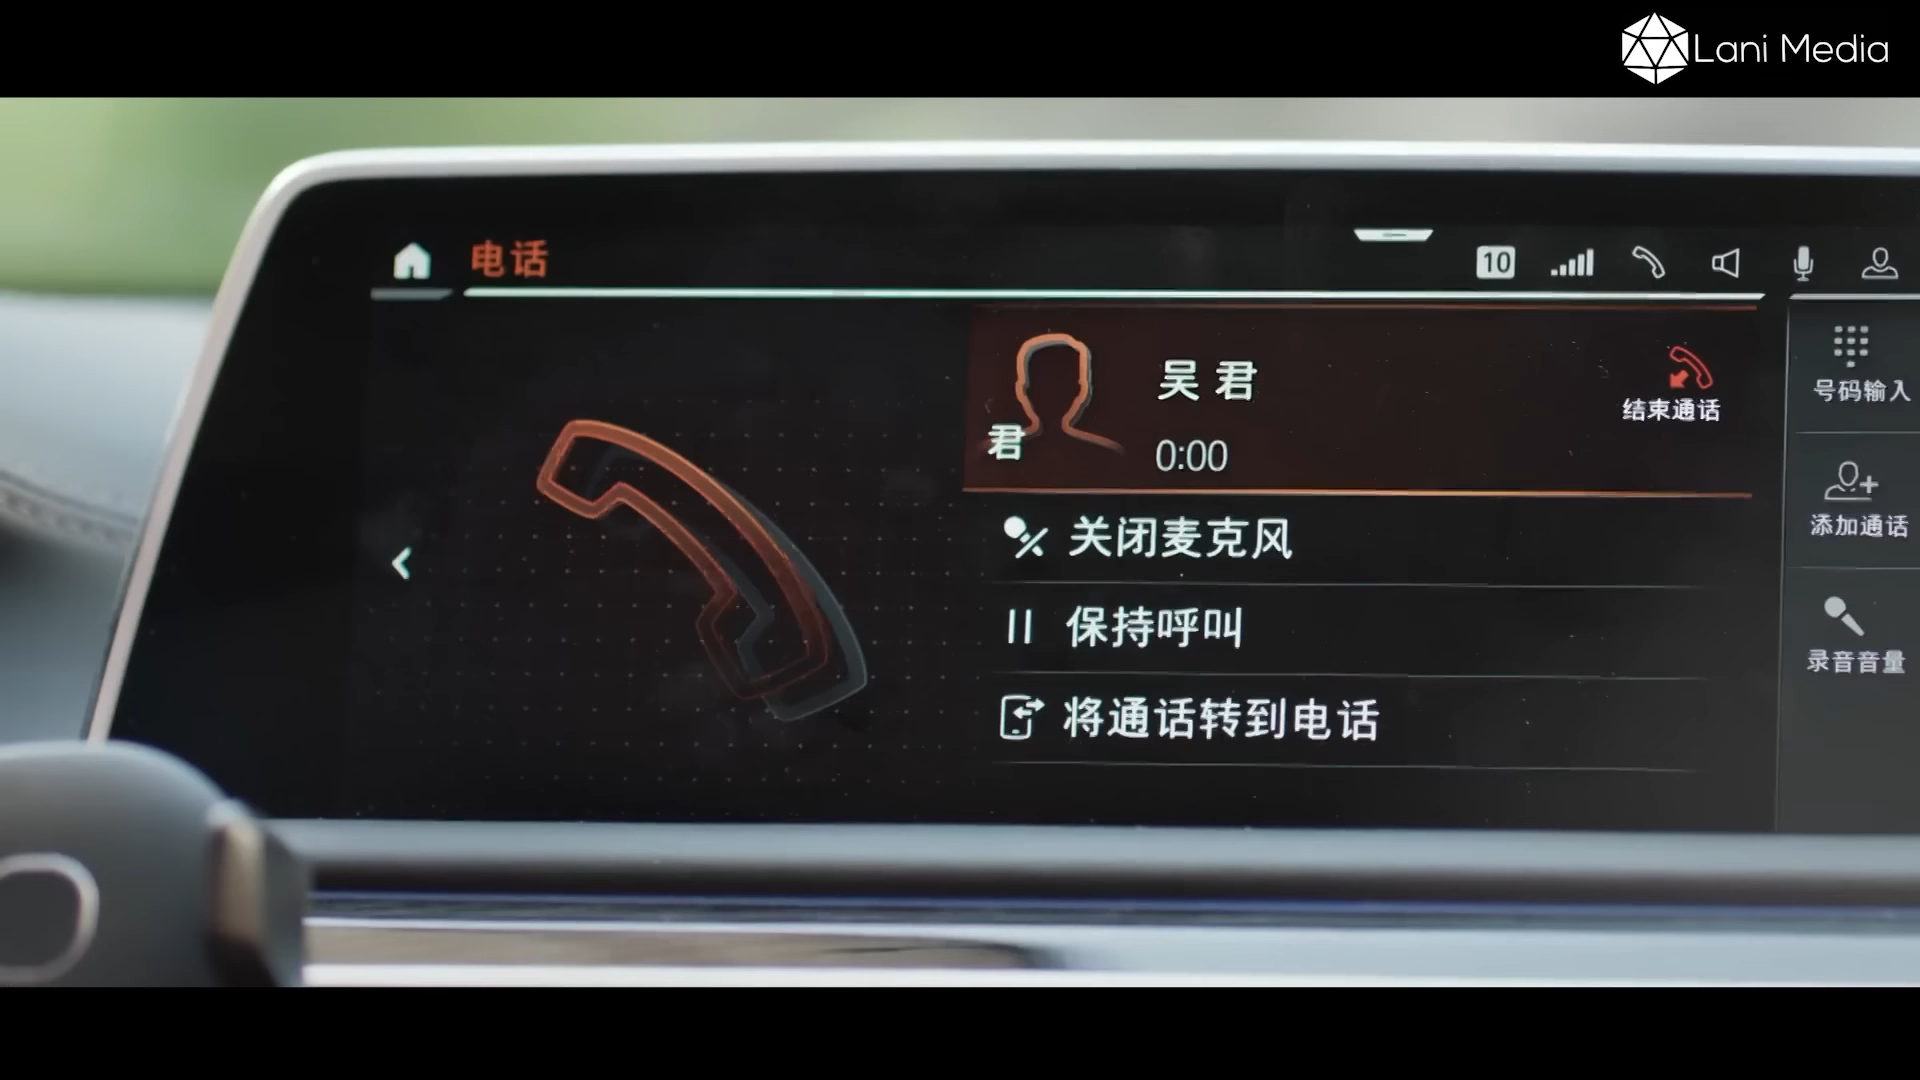 Lani Media
电话
10
吴 君
君
0:00
结束通话
关闭麦克风
保持呼叫
将通话转到电话
号码输入
添加通话
录音音量